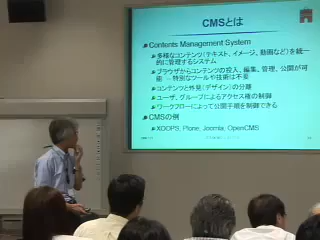 CMSとは
Contents Management System
多様なコンテンツ（テキスト、イメージ、動画など）を統一
的に管理するシステム
ブラウザからコンテンツの投入、編集、管理、公開が可
能 → 特別なツールや技術は不要
コンテンツと外見（デザイン）の分離
ユーザ、グループによるアクセス権の制御
ワークフローによって公開手順を制御できる
CMSの例
XOOPS, Plone, Joomla, OpenCMS